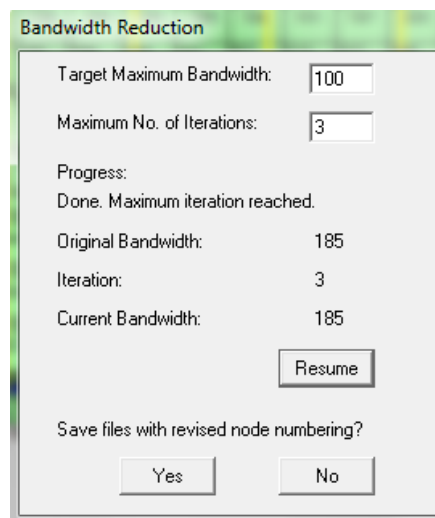 Bandwidth Reduction
Target Maximum Bandwidth: 100
Maximum No. of Iterations: 3
Progress:
Done. Maximum iteration reached.
Original Bandwidth: 185
Iteration: 3
Current Bandwidth: 185
Resume
Save files with revised node numbering?
Yes No